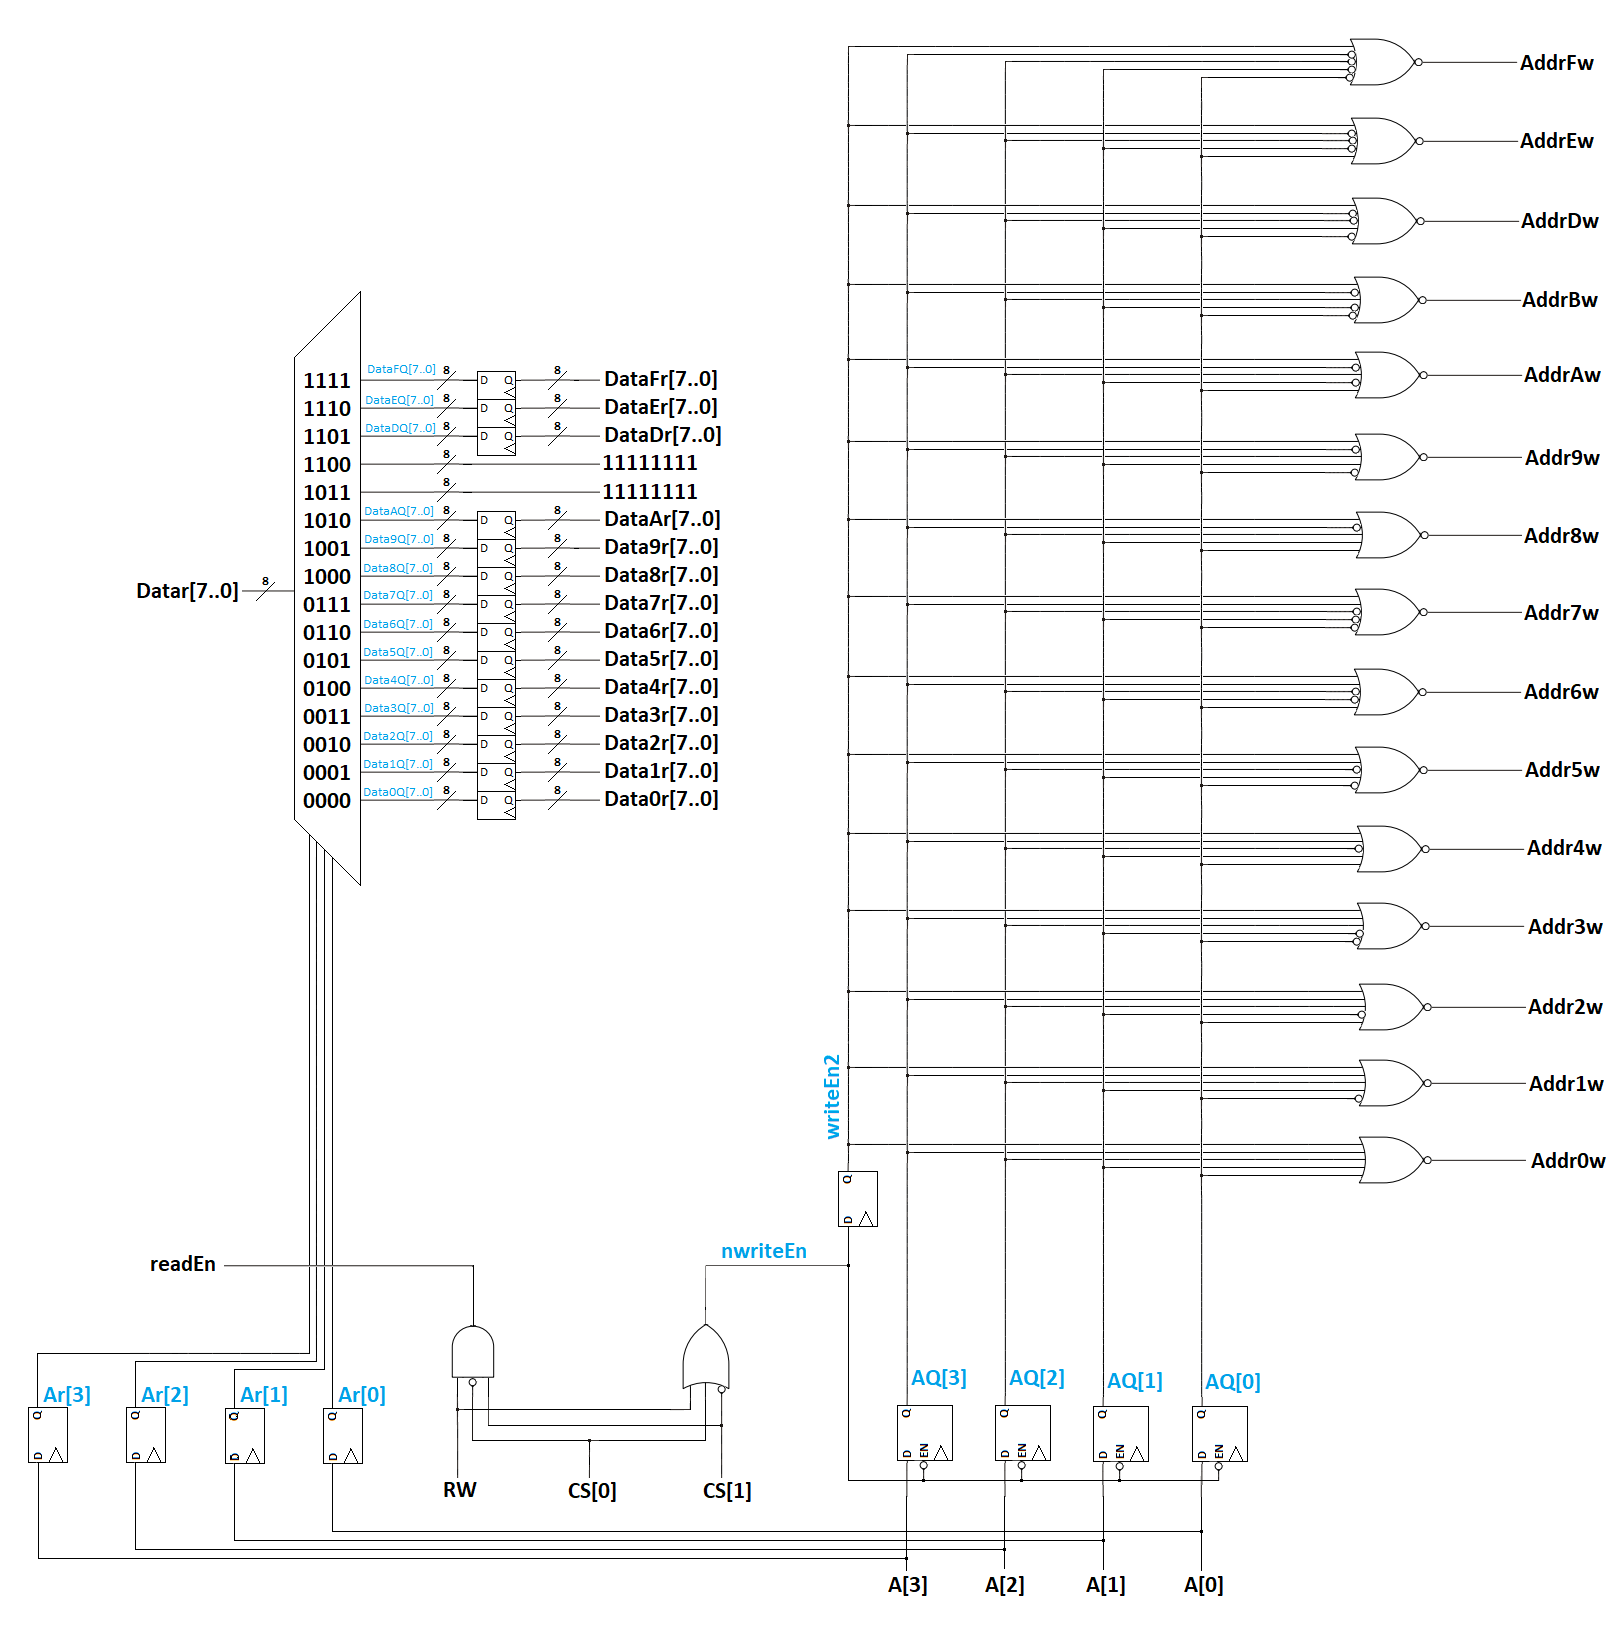 AddrFw
AddrEw
AddrDw
AddrBw
AddrAw
Addr9w
Addr8w
Addr7w
Addr6w
Addr5w
Addr4w
Addr3w
Addr2w
Addr1w
Addr0w
1111 DataFQ[7..0] 8 D Q 8 DataFr[7..0]
1110 DataEQ[7..0] 8 D Q 8 DataEr[7..0]
1101 DataDQ[7..0] 8 D Q 8 DataDr[7..0]
1100 8 11111111
1011 8 11111111
1010 DataAQ[7..0] 8 D Q 8 DataAr[7..0]
1001 Data9Q[7..0] 8 D Q 8 Data9r[7..0]
1000 Data8Q[7..0] 8 D Q 8 Data8r[7..0]
Datar[7..0] 8
0111 Data7Q[7..0] 8 D Q 8 Data7r[7..0]
0110 Data6Q[7..0] 8 D Q 8 Data6r[7..0]
0101 Data5Q[7..0] 8 D Q 8 Data5r[7..0]
0100 Data4Q[7..0] 8 D Q 8 Data4r[7..0]
0011 Data3Q[7..0] 8 D Q 8 Data3r[7..0]
0010 Data2Q[7..0] 8 D Q 8 Data2r[7..0]
0001 Data1Q[7..0] 8 D Q 8 Data1r[7..0]
0000 Data0Q[7..0] 8 D Q 8 Data0r[7..0]
writeEn2
Q
D
readEn
nwriteEn
Ar[3] Ar[2] Ar[1] Ar[0]
Q Q Q Q
D D D D
AQ[3] AQ[2] AQ[1] AQ[0]
Q Q Q Q
D EN D EN D EN D EN
RW CS[0] CS[1]
A[3] A[2] A[1] A[0]